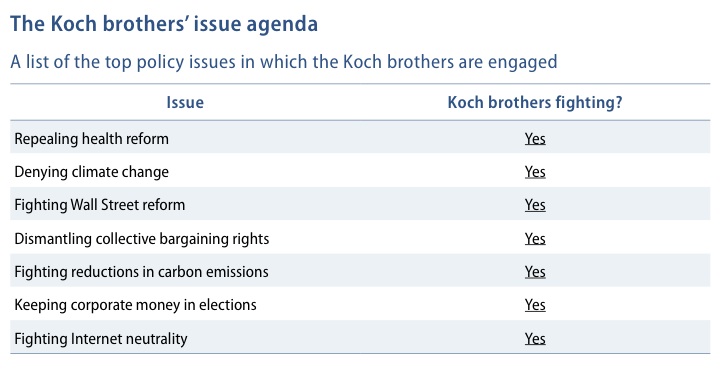 The Koch brothers’ issue agenda
A list of the top policy issues in which the Koch brothers are engaged
Issue Koch brothers fighting?
Repealing health reform Yes
Denying climate change Yes
Fighting Wall Street reform Yes
Dismantling collective bargaining rights Yes
Fighting reductions in carbon emissions Yes
Keeping corporate money in elections Yes
Fighting Internet neutrality Yes